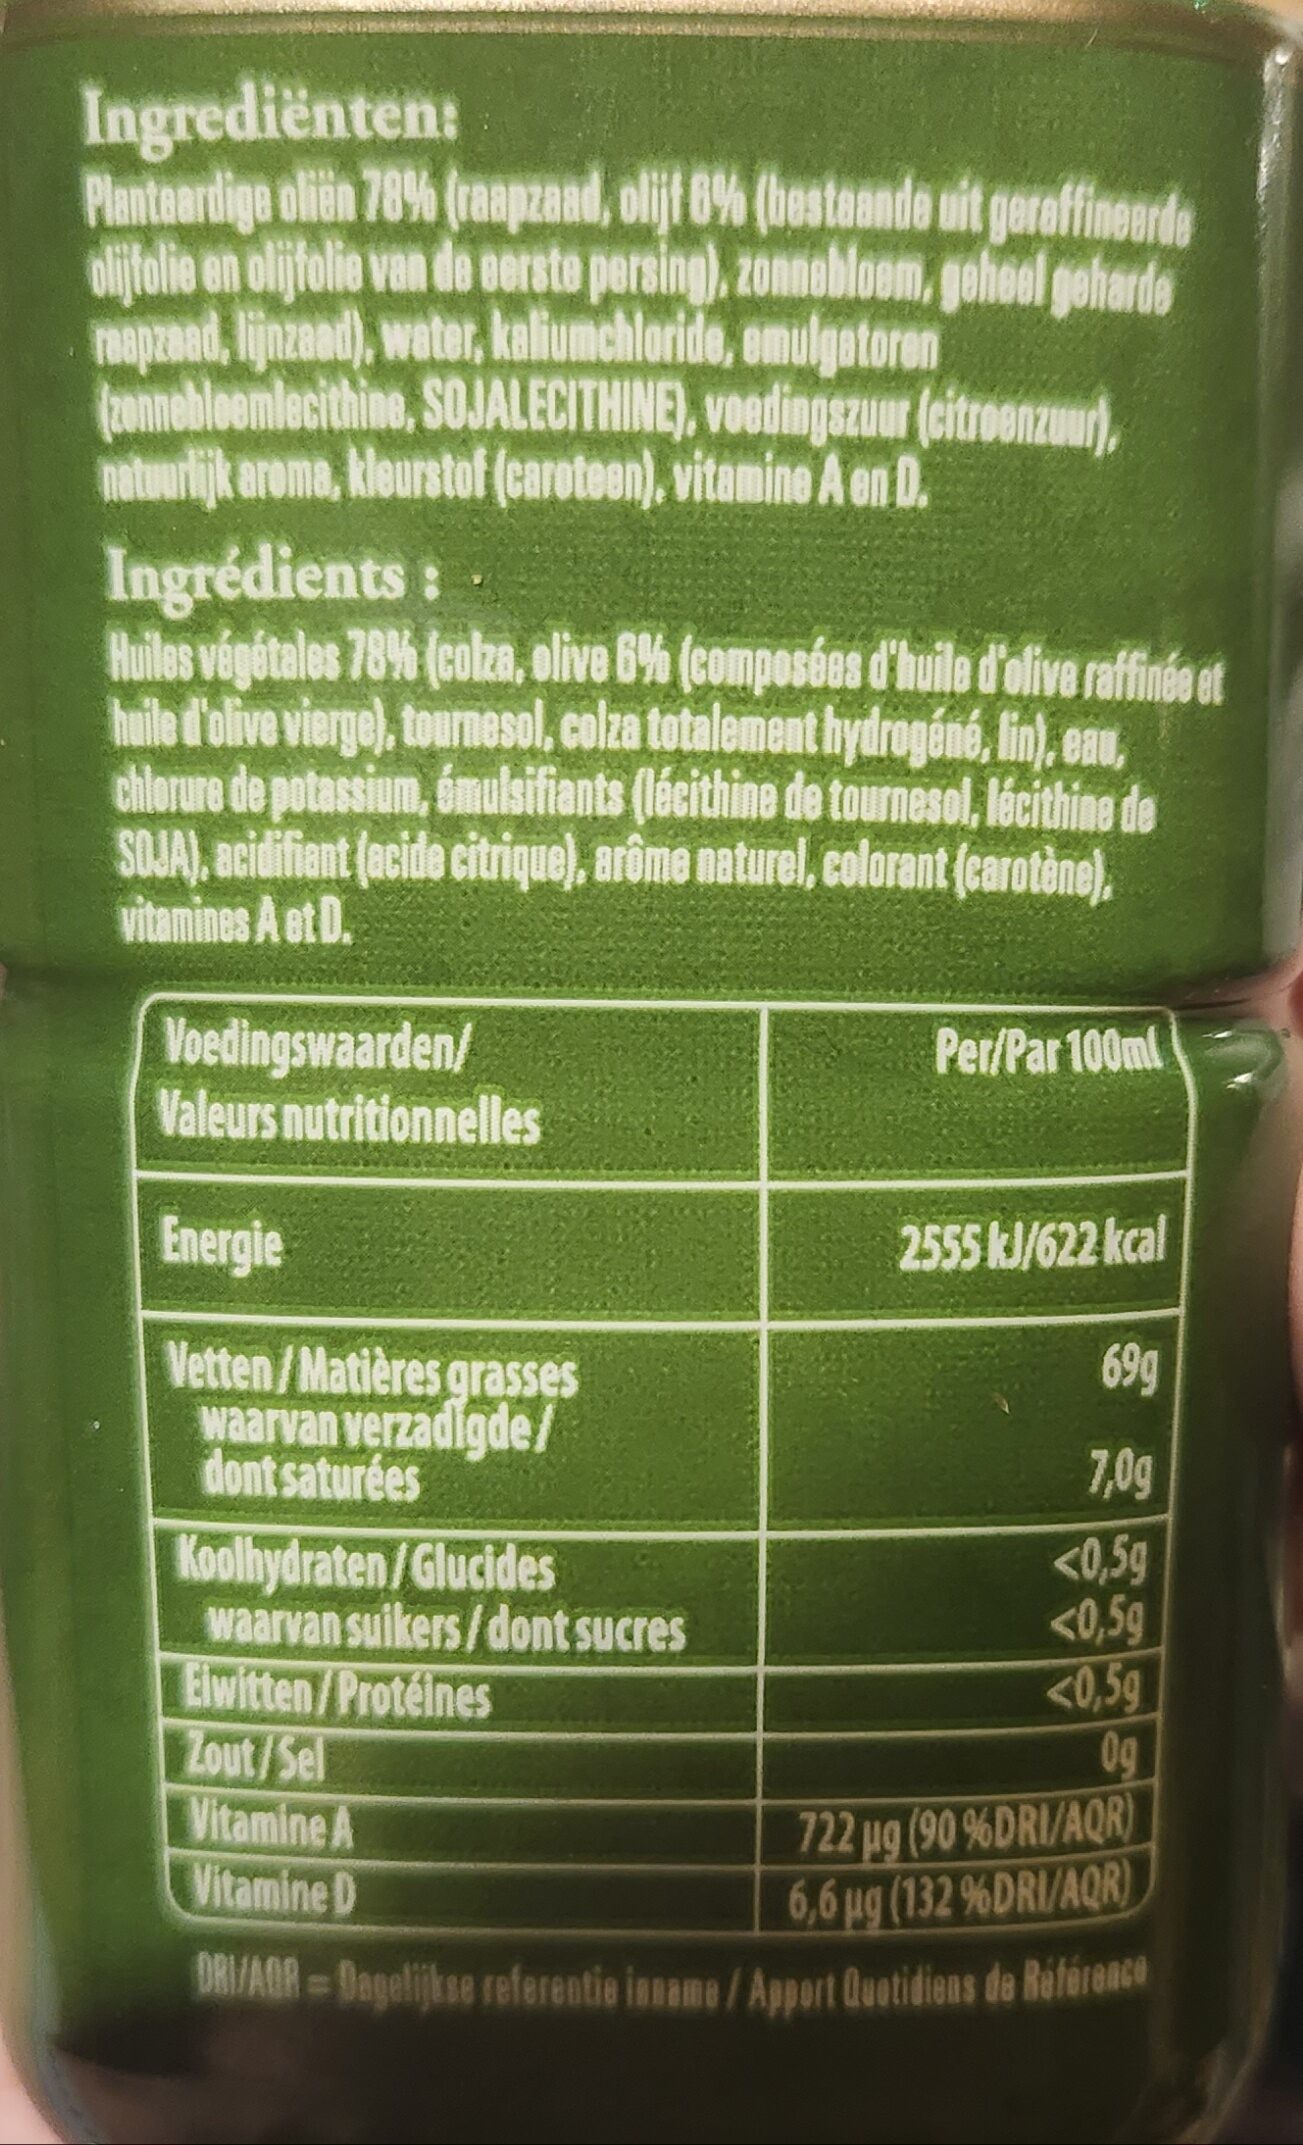 Ingrediënten:
Plantaardige oliën 78% (raapzaad, olijf 6% (bestaande uit geraffineerde
olijfolie en olijfolie van de eerste persing), zonnebloem, geheel geharde
raapzaad, lijnzaad), water, kaliumchloride, emulgatoren
(zonnebloemlecithine, SOJALECITHINE), voedingszuur (citroenzuur),
natuurlijk aroma, kleurstof (caroteen), vitamine A en D.
Ingrédients :
Huiles végétales 78% (colza, olive 6% (composées d'huile d'olive raffinée et
huile d'olive vierge), tournesol, colza totalement hydrogéné, lin), eau,
chlorure de potassium, émulsifiants (lécithine de tournesol, lécithine de
SOJA), acidifiant (acide citrique), arôme naturel, colorant (carotène),
vitamines A et D.
Voedingswaarden/ Per/Par 100ml
Valeurs nutritionnelles
Energie 2555 kJ/622 kcal
Vetten / Matières grasses 69g
waarvan verzadigde /
dont saturées 7,0g
Koolhydraten / Glucides <0,5g
waarvan suikers / dont sucres <0,5g
Eiwitten / Protéines <0,5g
Zout / Sel 0g
Vitamine A 722 µg (90 %DRI/AQR)
Vitamine D 6,6 µg (132 %DRI/AQR)
DRI/AQR = Dagelijkse referentie inname / Apport Quotidiens de Référence